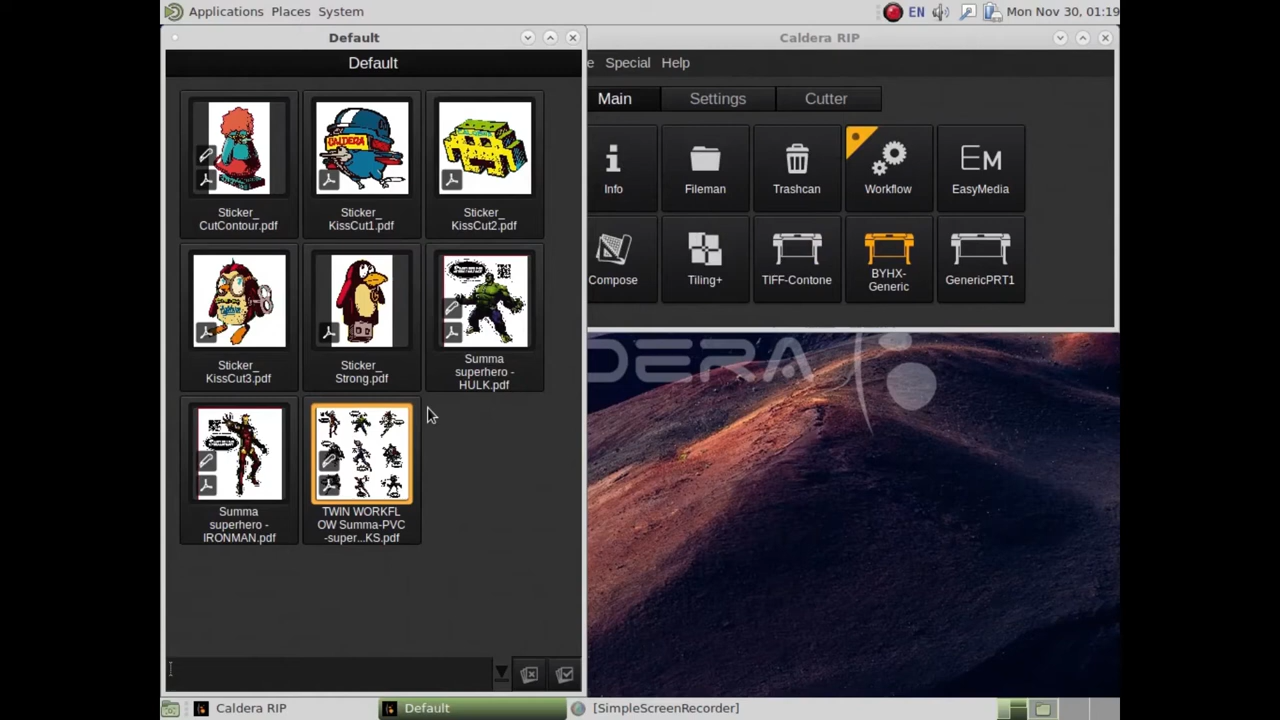 Applications Places System
EN
Mon Nov 30, 01:19
Default
Caldera RIP
Default
Special Help
Main Settings Cutter
Info
Fileman
Trashcan
Workflow
EM
EasyMedia
Sticker_
CutContour.pdf
CALDERA
Sticker_
KissCut1.pdf
Sticker_
KissCut2.pdf
Compose
Tiling+
TIFF-Contone
BYHX-
Generic
GenericPRT1
Sticker_
KissCut3.pdf
Sticker_
Strong.pdf
Summa
superhero -
HULK.pdf
DERA
Summa
superhero -
IRONMAN.pdf
TWIN WORKFL
OW Summa-PVC
-super...KS.pdf
Caldera RIP
Default
[SimpleScreenRecorder]